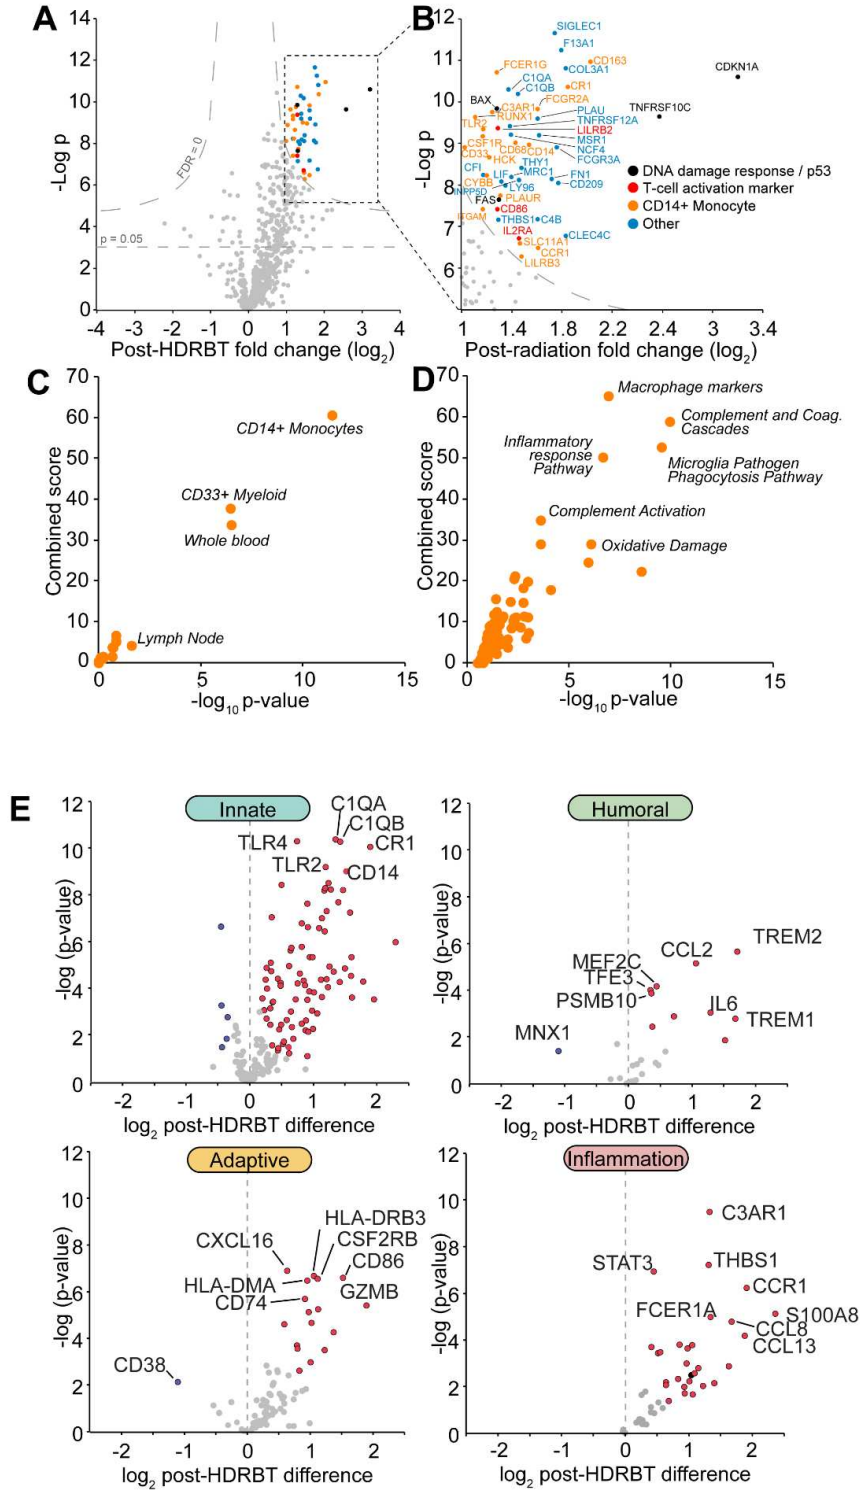 A
14
12
10
8
6
4
2
0
-Log p
FDR = 0
p = 0.05
-4
-3
-2
-1
0
1
2
3
4
Post-HDRBT fold change (log2)
B
12
11
10
9
8
7
6
-Log p
SIGLEC1
F13A1
FCER1G
CD163
COL3A1
CDKN1A
C1QA
C1QB
CR1
FCGR2A
BAX
C3AR1
PLAU
TNFRSF10C
RUNX1
TNFRSF12A
TLR2
LILRB2
CSF1R
MSR1
CD68
CD14
NCF4
CD33
HCK
FCGR3A
THY1
CFI
LIF
MRC1
FN1
CYBB
CD209
INPP5D
LY96
FAS
PLAUR
ITGAM
CD86
THBS1
C4B
IL2RA
CLEC4C
SLC11A1
CCR1
LILRB3
DNA damage response / p53
T-cell activation marker
CD14+ Monocyte
Other
1
1.4
1.8
2.4
3.2
3.4
Post-radiation fold change (log2)
C
70
60
50
40
30
20
10
0
Combined score
CD14+ Monocytes
CD33+ Myeloid
Whole blood
Lymph Node
0
5
10
15
-log10 p-value
D
70
60
50
40
30
20
10
0
Combined score
Macrophage markers
Complement and Coag.
Cascades
Inflammatory
response
Pathway
Microglia Pathogen
Phagocytosis Pathway
Complement Activation
Oxidative Damage
0
5
10
15
-log10 p-value
E
Innate
12
10
8
6
4
2
0
-log (p-value)
C1QA
C1QB
TLR4
CR1
TLR2
CD14
-2
-1
0
1
2
log2 post-HDRBT difference
Humoral
12
10
8
6
4
2
0
-log (p-value)
TREM2
CCL2
MEF2C
TFE3
PSMB10
IL6
TREM1
MNX1
-2
-1
0
1
2
log2 post-HDRBT difference
Adaptive
12
10
8
6
4
2
0
-log (p-value)
HLA-DRB3
CXCL16
CSF2RB
CD86
HLA-DMA
GZMB
CD74
CD38
-2
-1
0
1
2
log2 post-HDRBT difference
Inflammation
12
10
8
6
4
2
0
-log (p-value)
C3AR1
STAT3
THBS1
CCR1
FCER1A
S100A8
CCL8
CCL13
-2
-1
0
1
2
log2 post-HDRBT difference